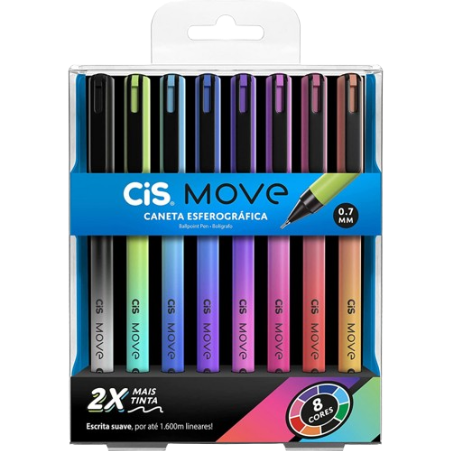 CiS MOVE
CANETA ESFEROGRÁFICA
Ballpoint Pen - Bolígrafo
0.7
MM
CiS MOVE
CiS MOVE
CiS MOVE
CiS MOVE
CiS MOVE
CiS MOVE
CiS MOVE
CiS MOVE
2X MAIS
TINTA
Escrita suave, por até 1.600m lineares!
8
CORES